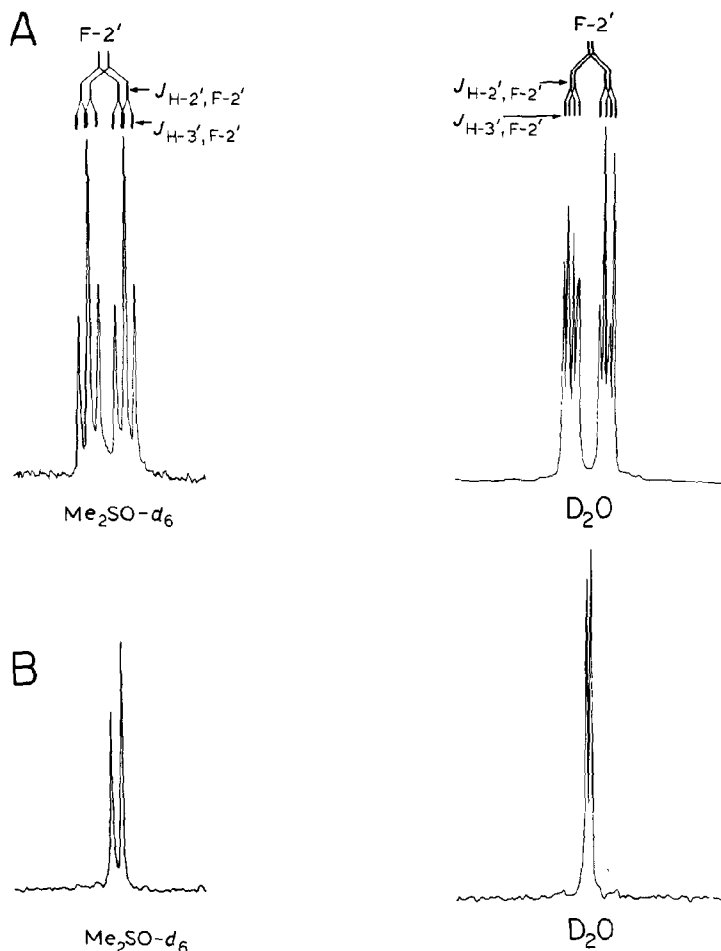 A
F-2'
J H-2', F-2'
J H-3', F-2'
Me₂SO-d₆
F-2'
J H-2', F-2'
J H-3', F-2'
D₂O
B
Me₂SO-d₆
D₂O